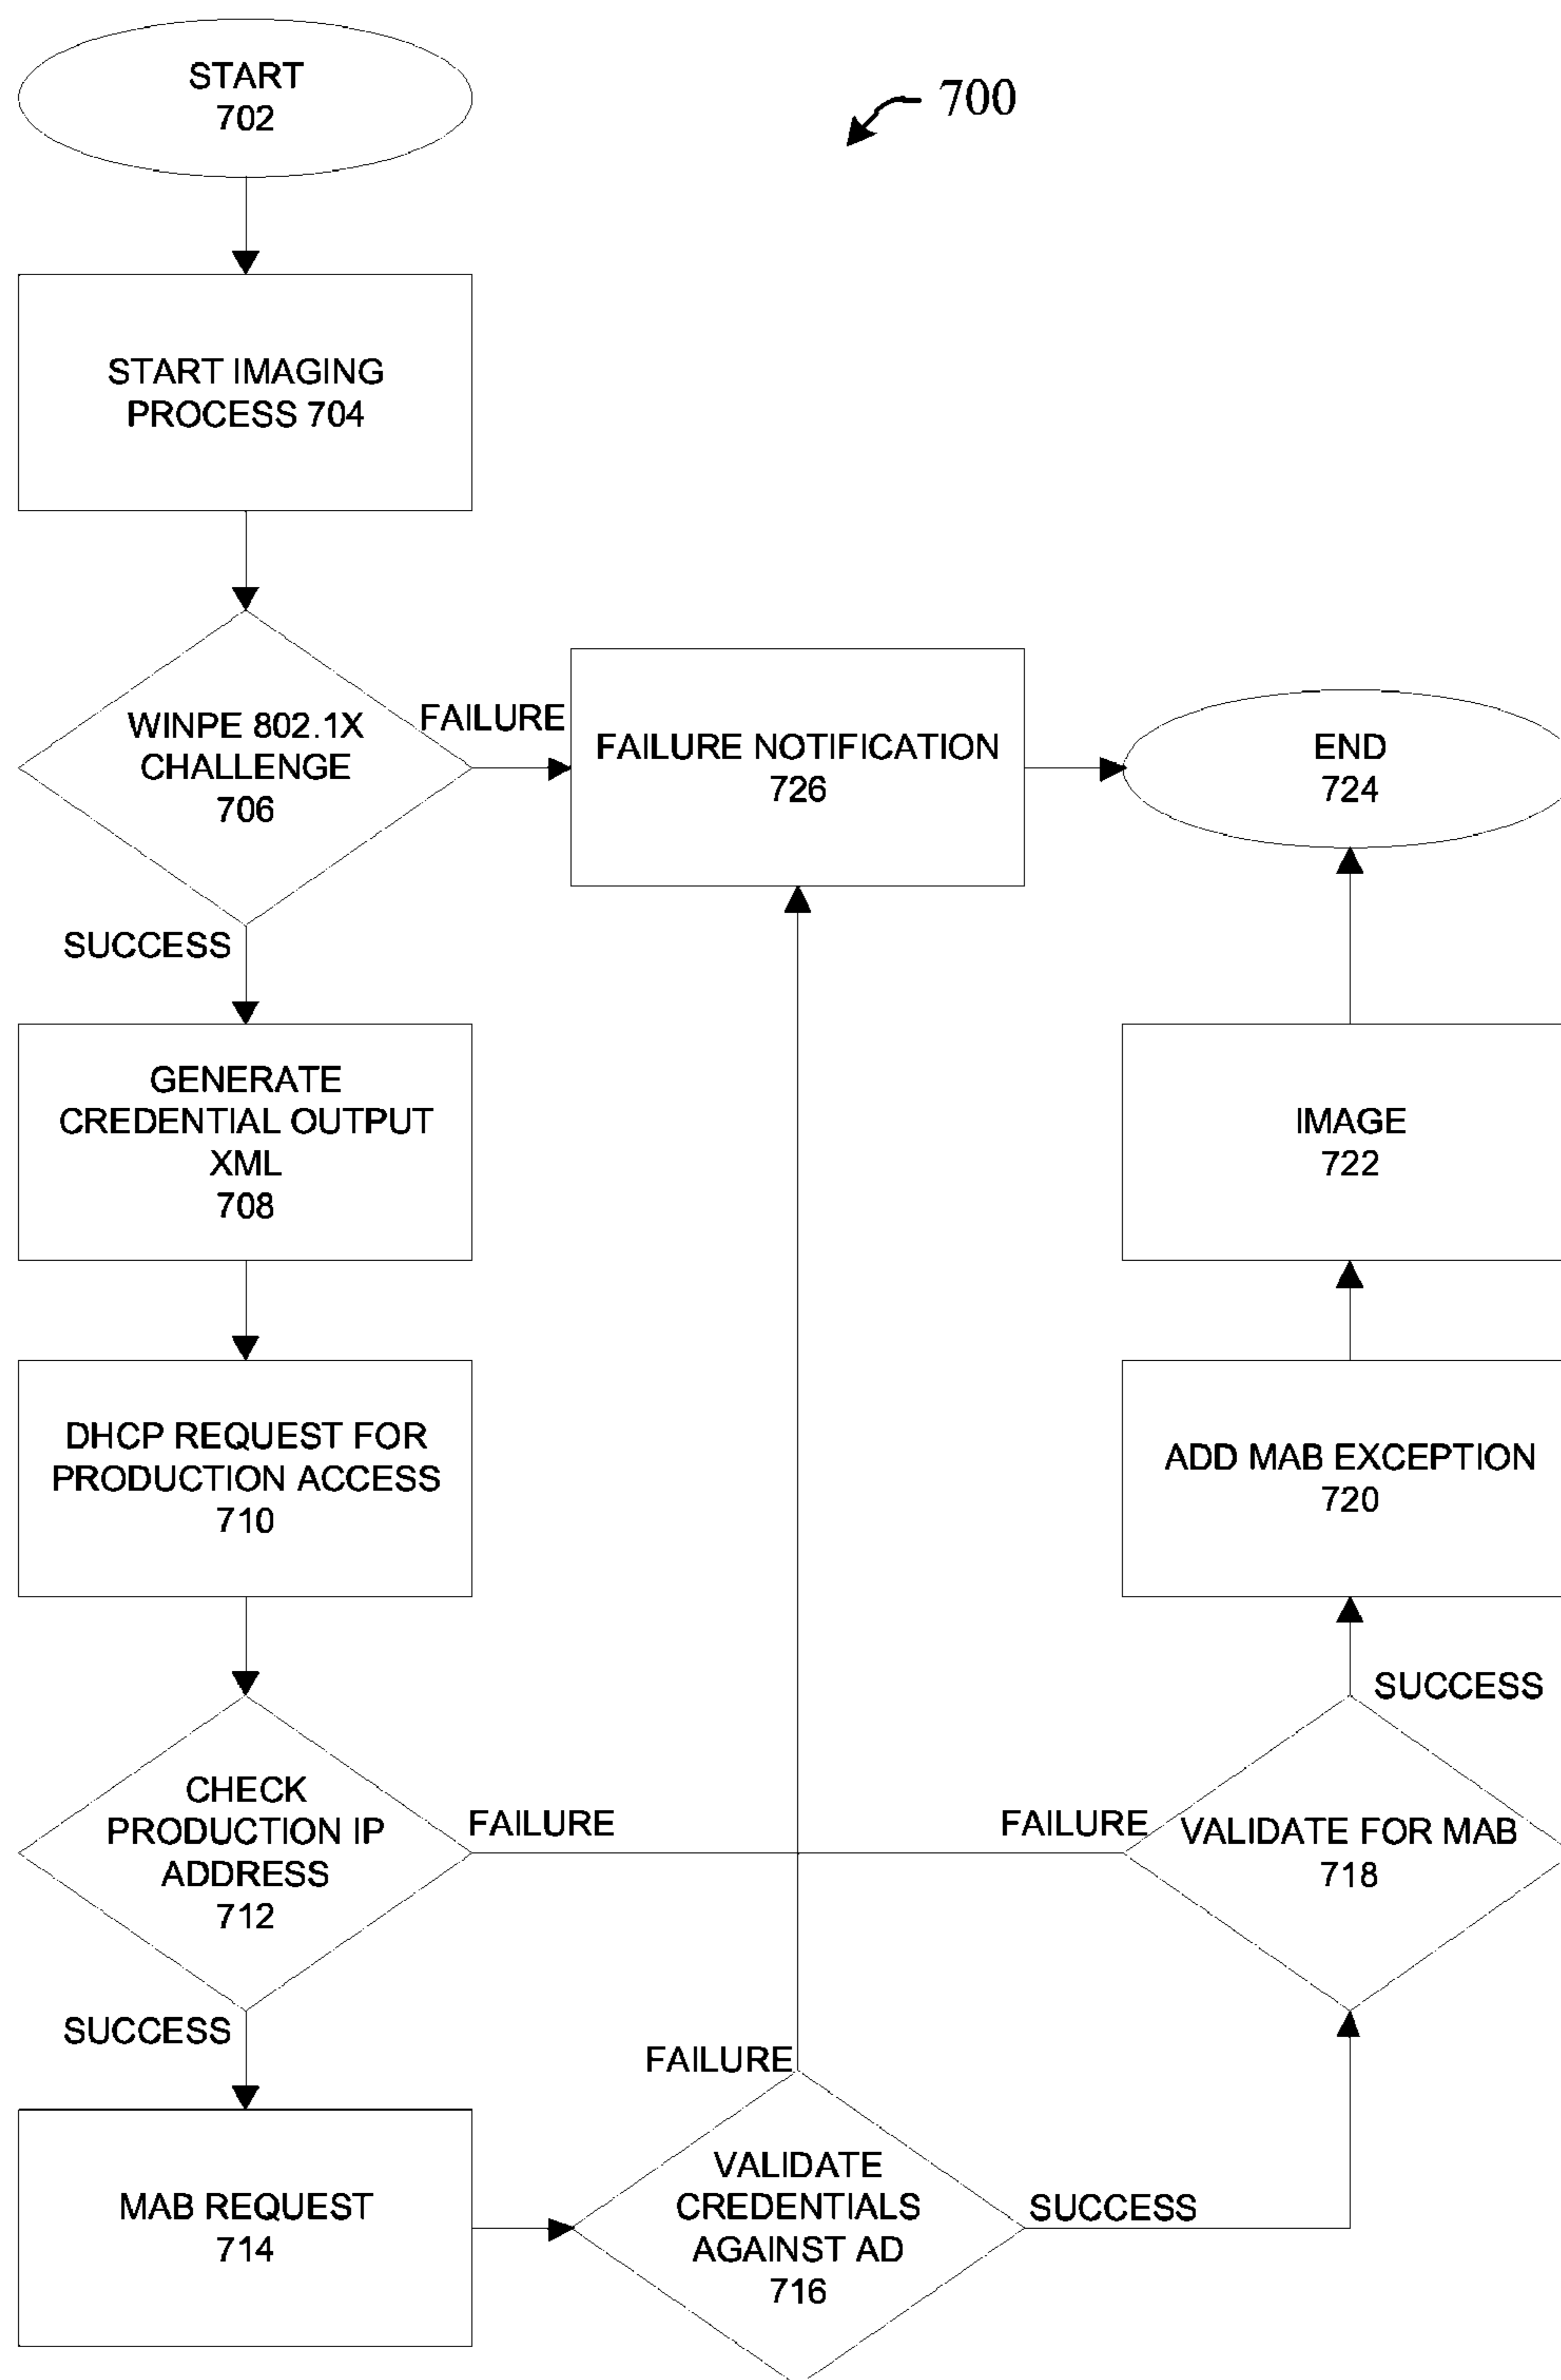 START
702
700
START IMAGING
PROCESS 704
WINPE 802.1X
CHALLENGE
706
FAILURE
FAILURE NOTIFICATION
726
END
724
SUCCESS
GENERATE
CREDENTIAL OUTPUT
XML
708
IMAGE
722
DHCP REQUEST FOR
PRODUCTION ACCESS
710
ADD MAB EXCEPTION
720
SUCCESS
CHECK
PRODUCTION IP
ADDRESS
712
FAILURE
FAILURE
VALIDATE FOR MAB
718
SUCCESS
FAILURE
MAB REQUEST
714
VALIDATE
CREDENTIALS
AGAINST AD
716
SUCCESS